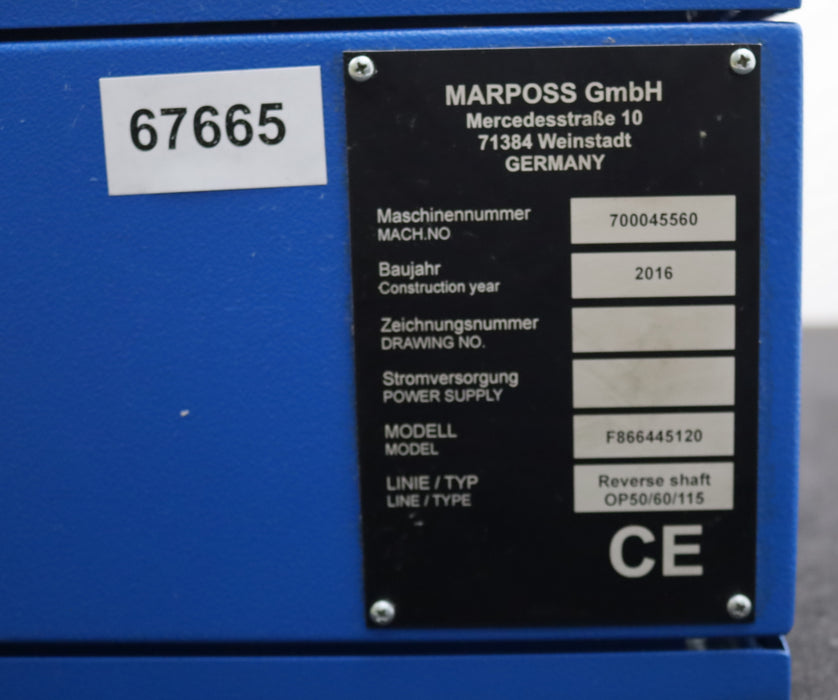 67665
MARPOSS GmbH
Mercedesstraße 10
71384 Weinstadt
GERMANY
Maschinennummer
MACH.NO
700045560
Baujahr
Construction year
2016
Zeichnungsnummer
DRAWING NO.
Stromversorgung
POWER SUPPLY
MODELL
MODEL
F866445120
LINIE / TYP
LINE / TYPE
Reverse shaft
OP50/60/115
CE